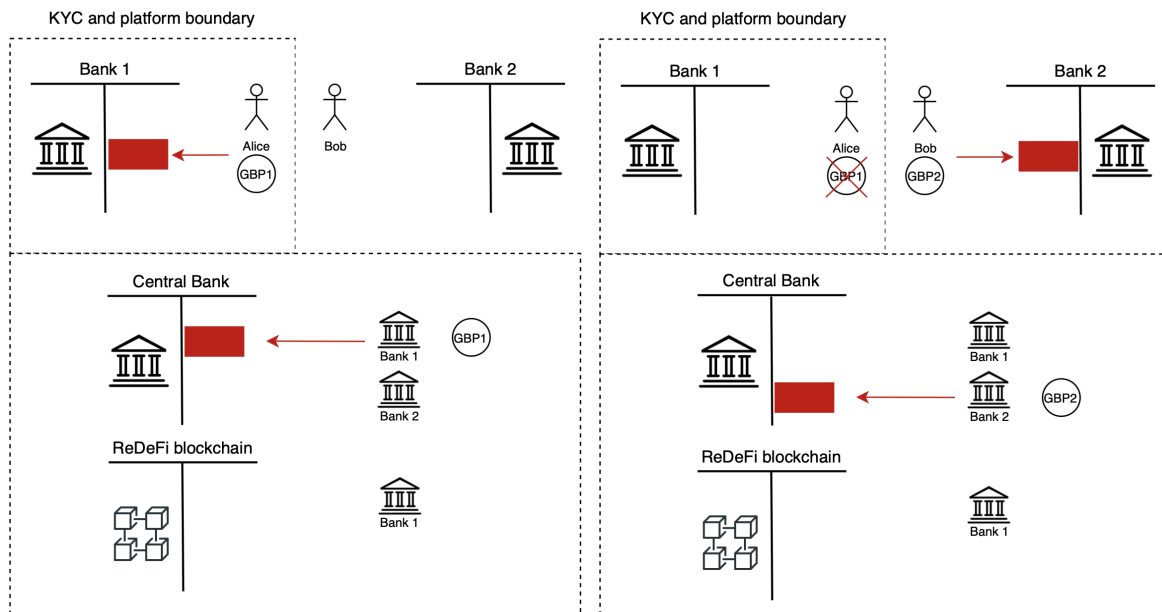 KYC and platform boundary
Bank 1
Bank 2
Alice
Bob
GBP1
Central Bank
Bank 1
GBP1
Bank 2
ReDeFi blockchain
Bank 1
KYC and platform boundary
Bank 1
Bank 2
Alice
Bob
GBP1
GBP2
Central Bank
Bank 1
Bank 2
GBP2
ReDeFi blockchain
Bank 1